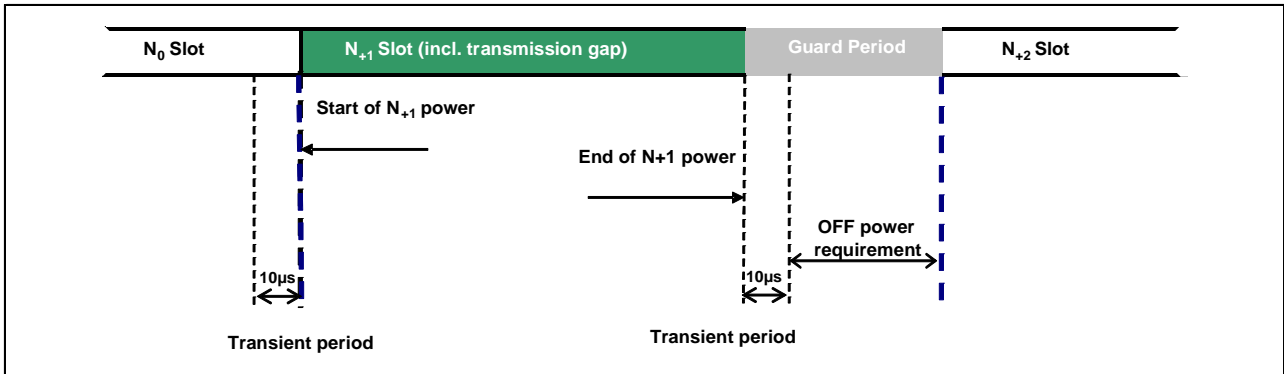 N0 Slot
N+1 Slot (incl. transmission gap)
Guard Period
N+2 Slot
Start of N+1 power
End of N+1 power
OFF power
requirement
10µs
10µs
Transient period
Transient period